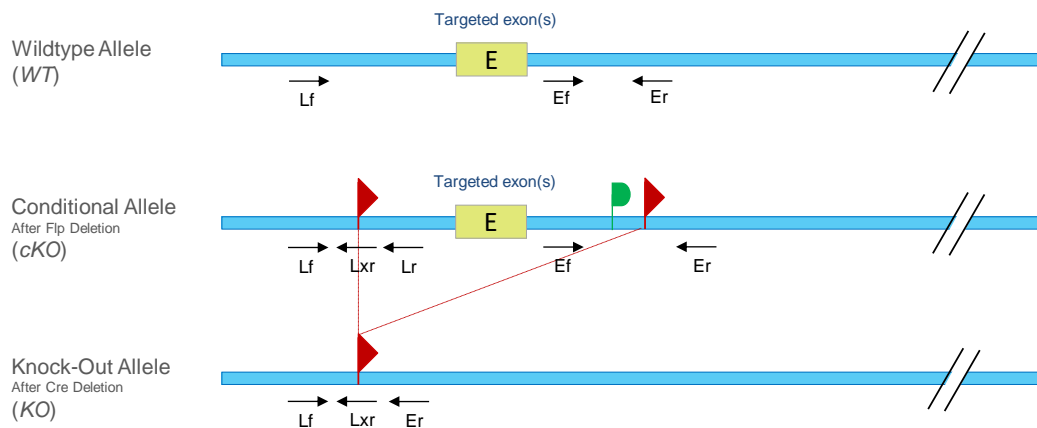 Targeted exon(s)
Wildtype Allele
(WT)
E
Lf
Ef
Er
Targeted exon(s)
Conditional Allele
After Flp Deletion
(cKO)
E
Lf
Lxr
Lr
Ef
Er
Knock-Out Allele
After Cre Deletion
(KO)
Lf
Lxr
Er